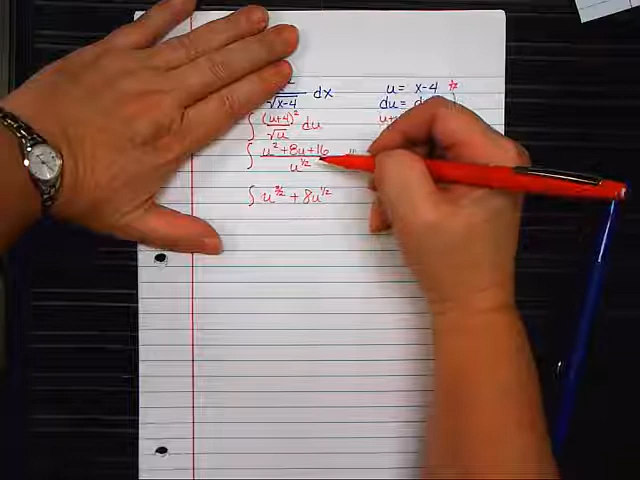 √(x-4) dx
u = x-4
du = d
∫ (u+4)²/√u du
u+
∫ (u² + 8u + 16)/u^(1/2)
∫ u^(3/2) + 8u^(1/2)